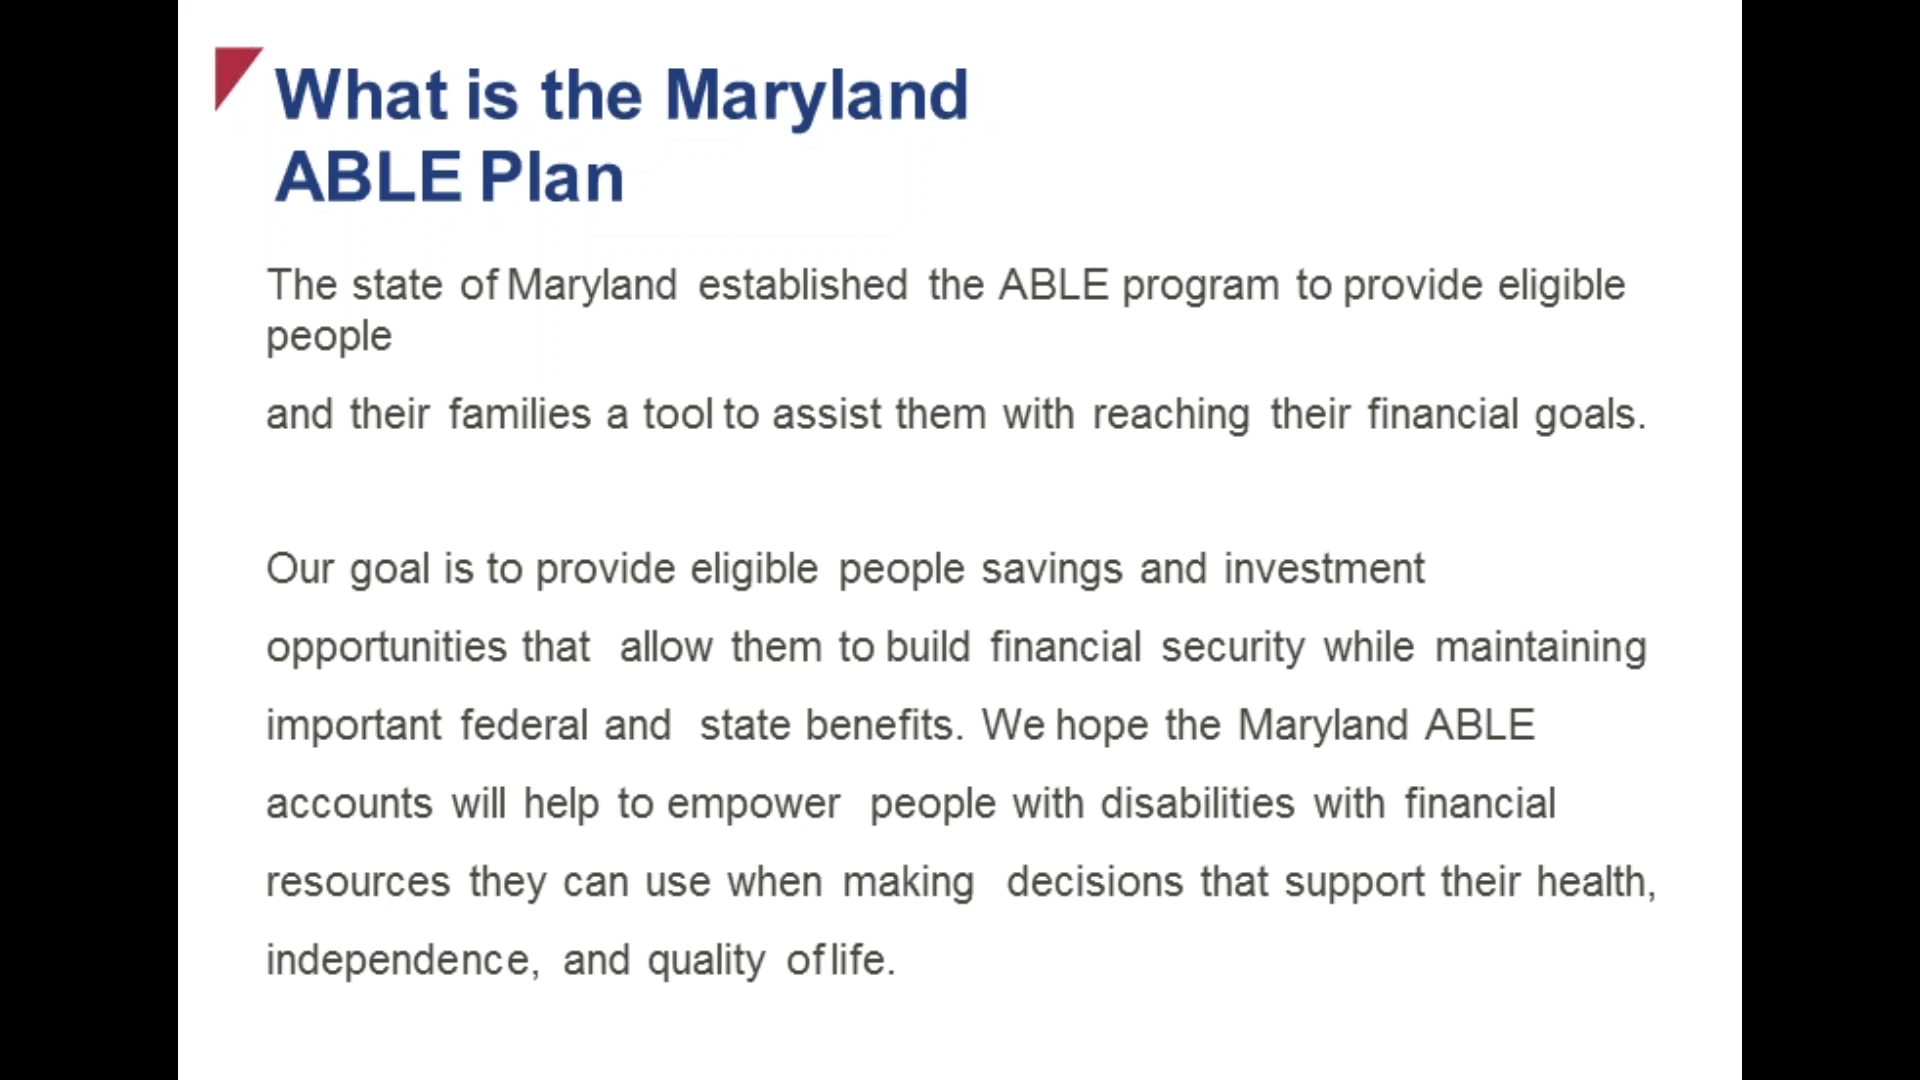 What is the Maryland
ABLE Plan
The state of Maryland established the ABLE program to provide eligible
people
and their families a tool to assist them with reaching their financial goals.
Our goal is to provide eligible people savings and investment
opportunities that allow them to build financial security while maintaining
important federal and state benefits. We hope the Maryland ABLE
accounts will help to empower people with disabilities with financial
resources they can use when making decisions that support their health,
independence, and quality of life.